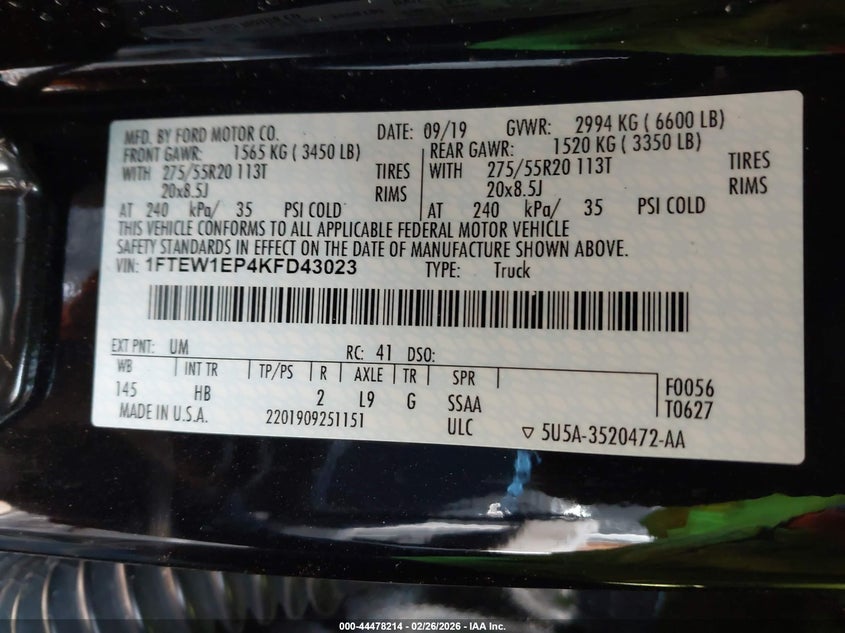 MFD. BY FORD MOTOR CO. DATE: 09/19 GVWR: 2994 KG ( 6600 LB)
FRONT GAWR: 1565 KG ( 3450 LB) REAR GAWR: 1520 KG ( 3350 LB)
WITH 275/55R20 113T TIRES WITH 275/55R20 113T TIRES
20x8.5J RIMS 20x8.5J RIMS
AT 240 kPa/ 35 PSI COLD AT 240 kPa/ 35 PSI COLD
THIS VEHICLE CONFORMS TO ALL APPLICABLE FEDERAL MOTOR VEHICLE
SAFETY STANDARDS IN EFFECT ON THE DATE OF MANUFACTURE SHOWN ABOVE.
VIN: 1FTEW1EP4KFD43023 TYPE: Truck
EXT PNT: UM RC: 41 DSO:
WB INT TR TP/PS R AXLE TR SPR F0056
145 HB 2 L9 G SSAA T0627
MADE IN U.S.A. 2201909251151 ULC ▽ 5U5A-3520472-AA
000-44478214 - 02/26/2026 - IAA Inc.